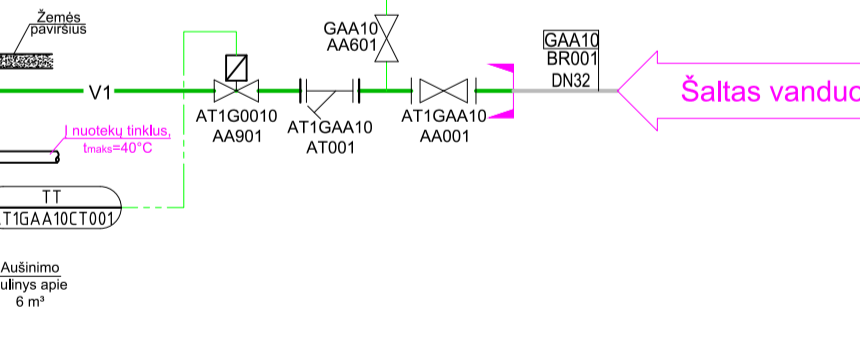 Žemės
paviršius
GAA10
AA601
GAA10
BR001
DN32
Šaltas vanduo
V1
AT1G0010
AA901
AT1GAA10
AT001
AT1GAA10
AA001
Į nuotekų tinklus,
tmaks=40°C
TT
AT1GAA10CT001
Aušinimo
apie
6 m³